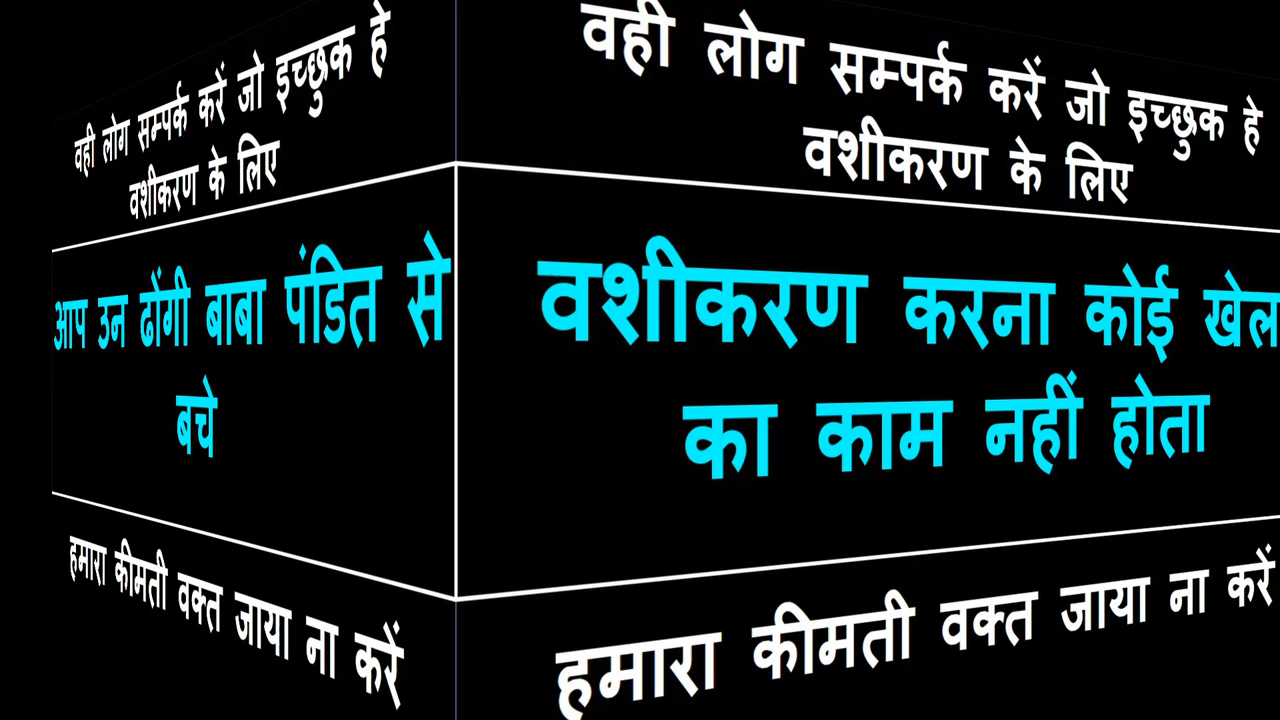 वही लोग सम्पर्क करें जो इच्छुक हे
वशीकरण के लिए
आप उन ढोंगी बाबा पंडित से
बचे
हमारा कीमती वक्त जाया ना करें
वही लोग सम्पर्क करें जो इच्छुक हे
वशीकरण के लिए
वशीकरण करना कोई खेल
का काम नहीं होता
हमारा कीमती वक्त जाया ना करें